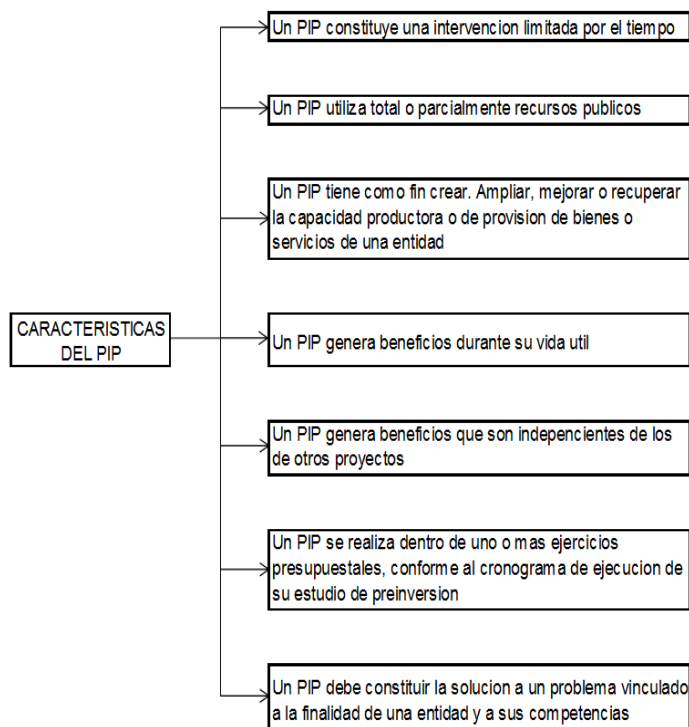 Un PIP constituye una intervencion limitada por el tiempo
Un PIP utiliza total o parcialmente recursos publicos
Un PIP tiene como fin crear. Ampliar, mejorar o recuperar
la capacidad productora o de provision de bienes o
servicios de una entidad
CARACTERISTICAS
DEL PIP
Un PIP genera beneficios durante su vida util
Un PIP genera beneficios que son indepencientes de los
de otros proyectos
Un PIP se realiza dentro de uno o mas ejercicios
presupuestales, conforme al cronograma de ejecucion de
su estudio de preinversion
Un PIP debe constituir la solucion a un problema vinculado
a la finalidad de una entidad y a sus competencias